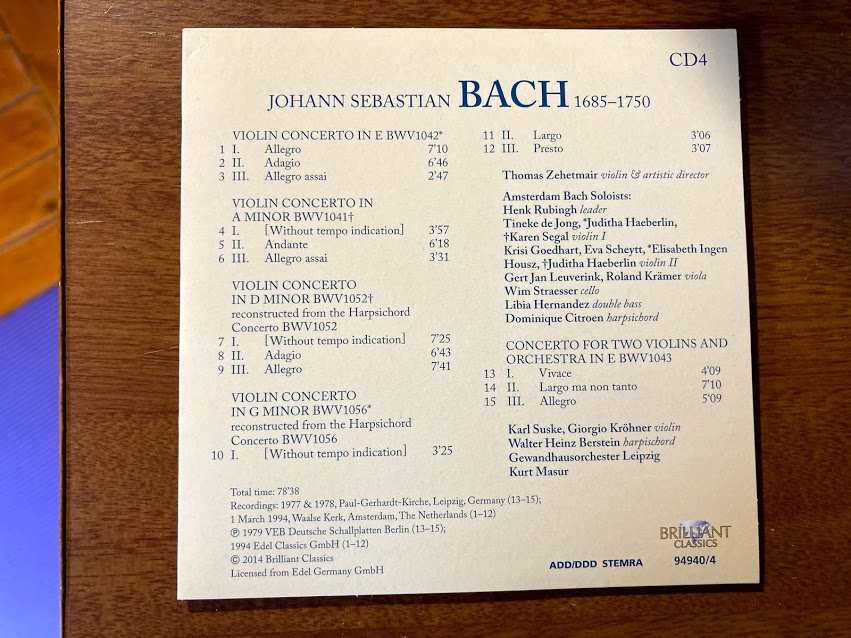 CD4
JOHANN SEBASTIAN BACH 1685–1750
VIOLIN CONCERTO IN E BWV1042*
1 I. Allegro 7'10
2 II. Adagio 6'46
3 III. Allegro assai 2'47
VIOLIN CONCERTO IN
A MINOR BWV1041†
4 I. [Without tempo indication] 3'57
5 II. Andante 6'18
6 III. Allegro assai 3'31
VIOLIN CONCERTO
IN D MINOR BWV1052†
reconstructed from the Harpsichord
Concerto BWV1052
7 I. [Without tempo indication] 7'25
8 II. Adagio 6'43
9 III. Allegro 7'41
VIOLIN CONCERTO
IN G MINOR BWV1056*
reconstructed from the Harpsichord
Concerto BWV1056
10 I. [Without tempo indication] 3'25
11 II. Largo 3'06
12 III. Presto 3'07
Thomas Zehetmair violin & artistic director
Amsterdam Bach Soloists:
Henk Rubingh leader
Tineke de Jong, *Juditha Haeberlin,
†Karen Segal violin I
Krisi Goedhart, Eva Scheytt, *Elisabeth Ingen
Housz, †Juditha Haeberlin violin II
Gert Jan Leuverink, Roland Krämer viola
Wim Straesser cello
Libia Hernandez double bass
Dominique Citroen harpsichord
CONCERTO FOR TWO VIOLINS AND
ORCHESTRA IN E BWV1043
13 I. Vivace 4'09
14 II. Largo ma non tanto 7'10
15 III. Allegro 5'09
Karl Suske, Giorgio Kröhner violin
Walter Heinz Berstein harpischord
Gewandhausorchester Leipzig
Kurt Masur
Total time: 78'38
Recordings: 1977 & 1978, Paul-Gerhardt-Kirche, Leipzig, Germany (13–15);
1 March 1994, Waalse Kerk, Amsterdam, The Netherlands (1–12)
℗ 1979 VEB Deutsche Schallplatten Berlin (13–15);
1994 Edel Classics GmbH (1–12)
© 2014 Brilliant Classics
Licensed from Edel Germany GmbH
ADD/DDD STEMRA
BRILLIANT
CLASSICS
94940/4